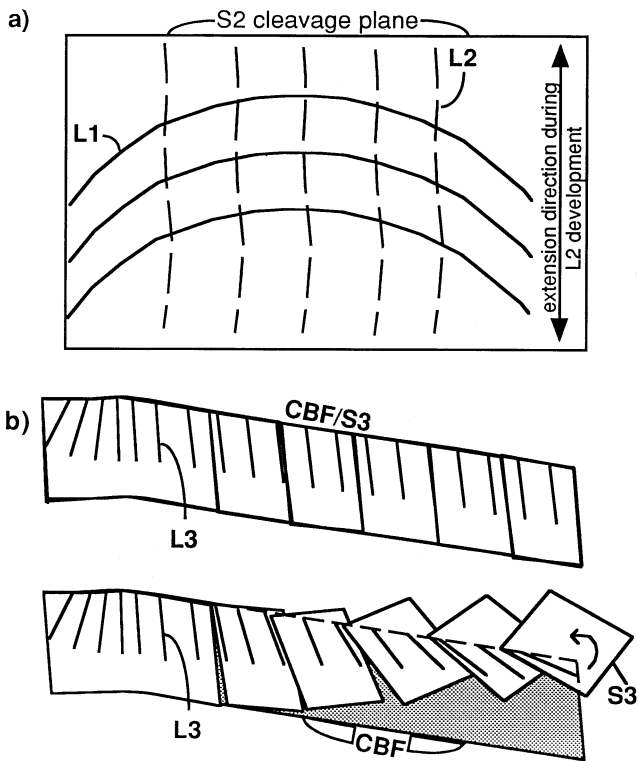 a)
S2 cleavage plane
L2
L1
extension direction during
L2 development
b)
CBF/S3
L3
L3
CBF
S3